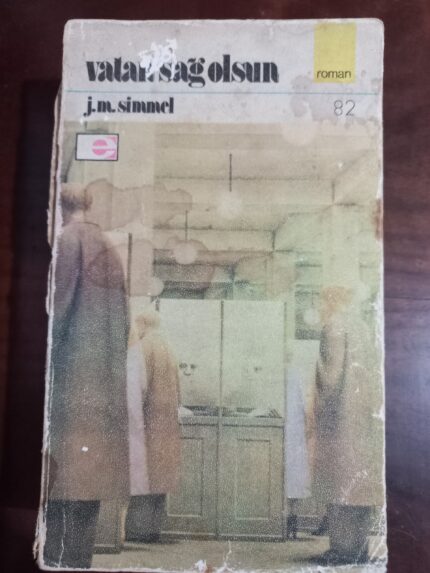 vatan sağ olsun
roman
j.m. simmel
82
e